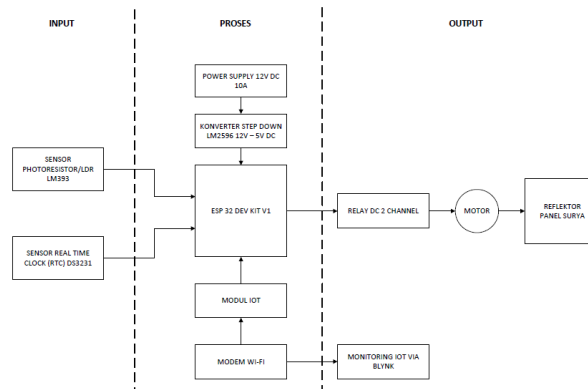 INPUT
PROSES
OUTPUT
POWER SUPPLY 12V DC
10A
KONVERTER STEP DOWN
LM2596 12V – 5V DC
SENSOR
PHOTORESISTOR/LDR
LM393
ESP 32 DEV KIT V1
RELAY DC 2 CHANNEL
MOTOR
REFLEKTOR
PANEL SURYA
SENSOR REAL TIME
CLOCK (RTC) DS3231
MODUL IOT
MODEM WI-FI
MONITORING IOT VIA
BLYNK